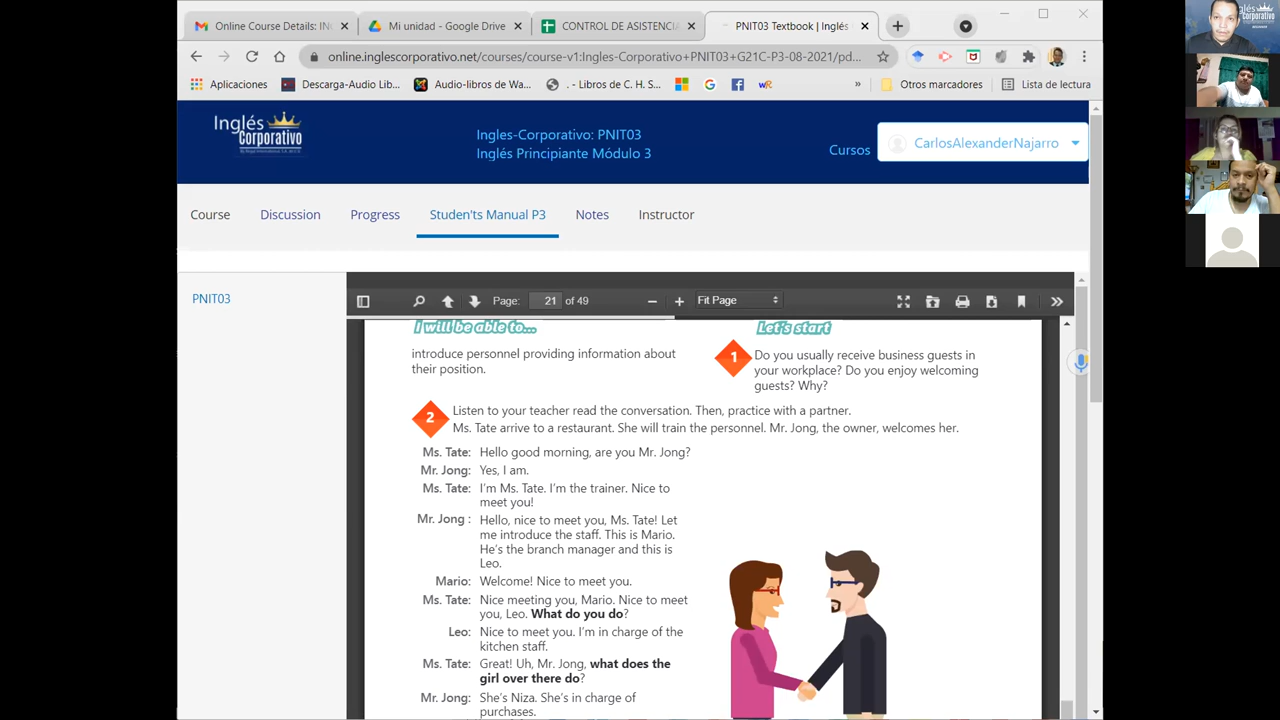 Online Course Details: IN
Mi unidad - Google Drive
CONTROL DE ASISTENCIA
PNIT03 Textbook | Inglés
online.inglescorporativo.net/courses/course-v1:Ingles-Corporativo+PNIT03+G21C-P3-08-2021/pd...
Aplicaciones
Descarga-Audio Lib...
Audio-libros de Wa...
. - Libros de C. H. S...
»
Otros marcadores
Lista de lectura
Inglés
Corporativo
Ingles-Corporativo: PNIT03
Inglés Principiante Módulo 3
Cursos
CarlosAlexanderNajarro
Course
Discussion
Progress
Studen'ts Manual P3
Notes
Instructor
PNIT03
Page: 21 of 49
Fit Page
I will be able to...
introduce personnel providing information about
their position.
Let's start
1
Do you usually receive business guests in
your workplace? Do you enjoy welcoming
guests? Why?
2
Listen to your teacher read the conversation. Then, practice with a partner.
Ms. Tate arrive to a restaurant. She will train the personnel. Mr. Jong, the owner, welcomes her.
Ms. Tate: Hello good morning, are you Mr. Jong?
Mr. Jong: Yes, I am.
Ms. Tate: I'm Ms. Tate. I'm the trainer. Nice to
meet you!
Mr. Jong : Hello, nice to meet you, Ms. Tate! Let
me introduce the staff. This is Mario.
He's the branch manager and this is
Leo.
Mario: Welcome! Nice to meet you.
Ms. Tate: Nice meeting you, Mario. Nice to meet
you, Leo. What do you do?
Leo: Nice to meet you. I'm in charge of the
kitchen staff.
Ms. Tate: Great! Uh, Mr. Jong, what does the
girl over there do?
Mr. Jong: She's Niza. She's in charge of
purchases.